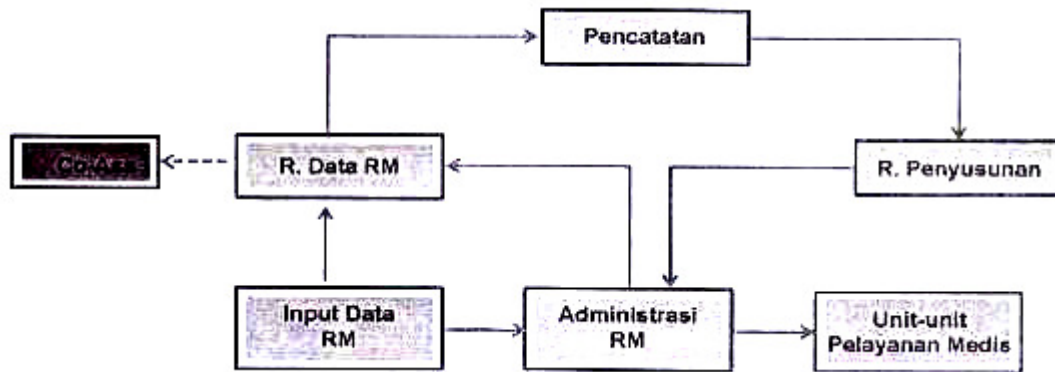 Pencatatan
R. Data RM
R. Penyusunan
Input Data
RM
Administrasi
RM
Unit-unit
Pelayanan Medis